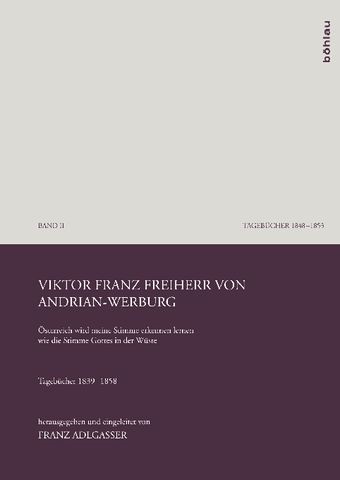 böhlau
BAND II
TAGEBÜCHER 1848–1853
VIKTOR FRANZ FREIHERR VON
ANDRIAN-WERBURG
Österreich wird meine Stimme erkennen lernen
wie die Stimme Gottes in der Wüste
Tagebücher 1839–1858
herausgegeben und eingeleitet von
FRANZ ADLGASSER